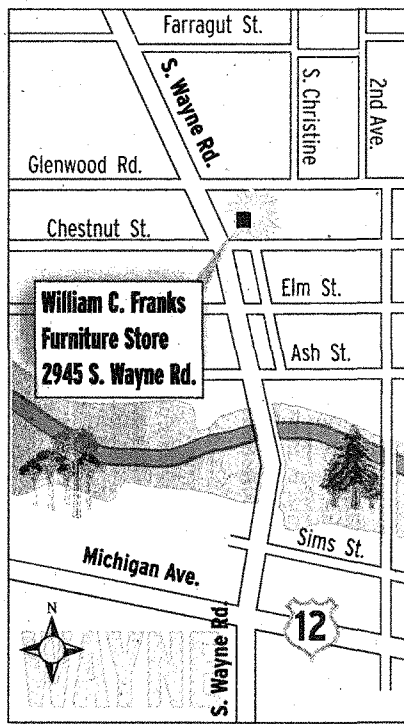 Farragut St.
S. Wayne Rd.
S. Christine
2nd Ave.
Glenwood Rd.
Chestnut St.
Elm St.
William C. Franks
Furniture Store
2945 S. Wayne Rd.
Ash St.
Sims St.
Michigan Ave.
12
S. Wayne Rd.
N
WAYNE